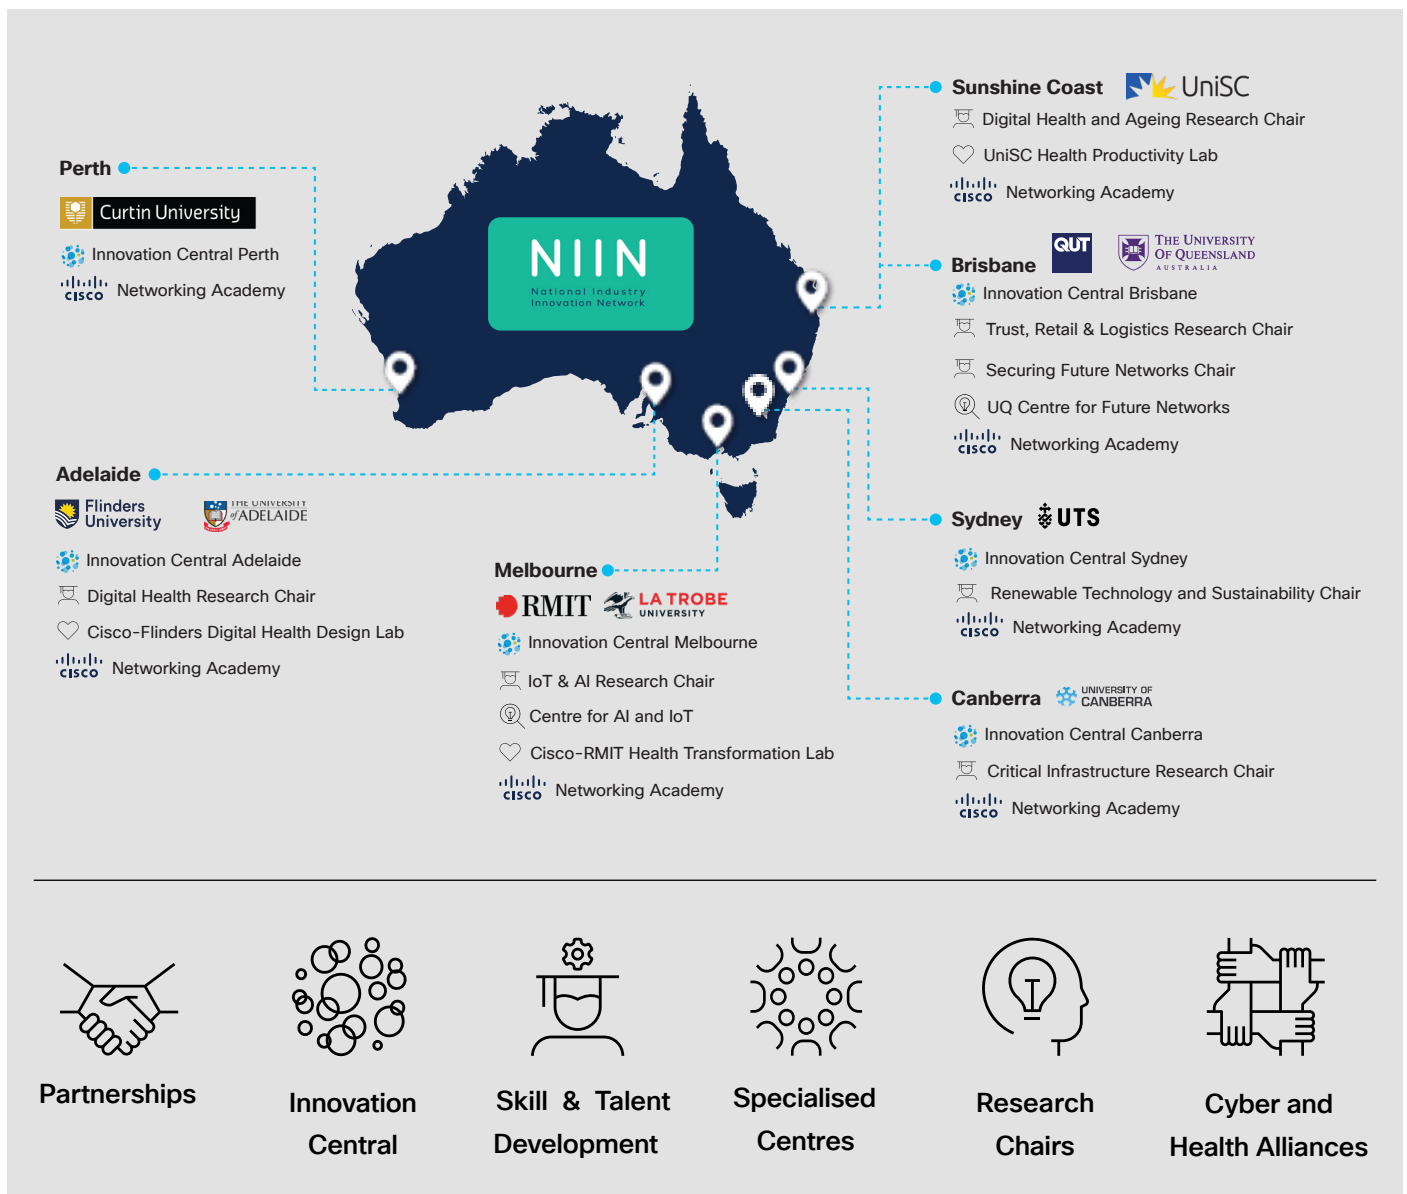 Perth
Curtin University
Innovation Central Perth
CISCO Networking Academy
NIIN
National Industry
Innovation Network
Sunshine Coast UniSC
Digital Health and Ageing Research Chair
UniSC Health Productivity Lab
CISCO Networking Academy
Brisbane QUT THE UNIVERSITY
OF QUEENSLAND
AUSTRALIA
Innovation Central Brisbane
Trust, Retail & Logistics Research Chair
Securing Future Networks Chair
UQ Centre for Future Networks
CISCO Networking Academy
Adelaide
Flinders
University
THE UNIVERSITY
of ADELAIDE
Innovation Central Adelaide
Digital Health Research Chair
Cisco-Flinders Digital Health Design Lab
CISCO Networking Academy
Melbourne
RMIT LA TROBE
UNIVERSITY
Innovation Central Melbourne
IoT & AI Research Chair
Centre for AI and IoT
Cisco-RMIT Health Transformation Lab
CISCO Networking Academy
Sydney UTS
Innovation Central Sydney
Renewable Technology and Sustainability Chair
CISCO Networking Academy
Canberra UNIVERSITY OF
CANBERRA
Innovation Central Canberra
Critical Infrastructure Research Chair
CISCO Networking Academy
Partnerships
Innovation
Central
Skill & Talent
Development
Specialised
Centres
Research
Chairs
Cyber and
Health Alliances